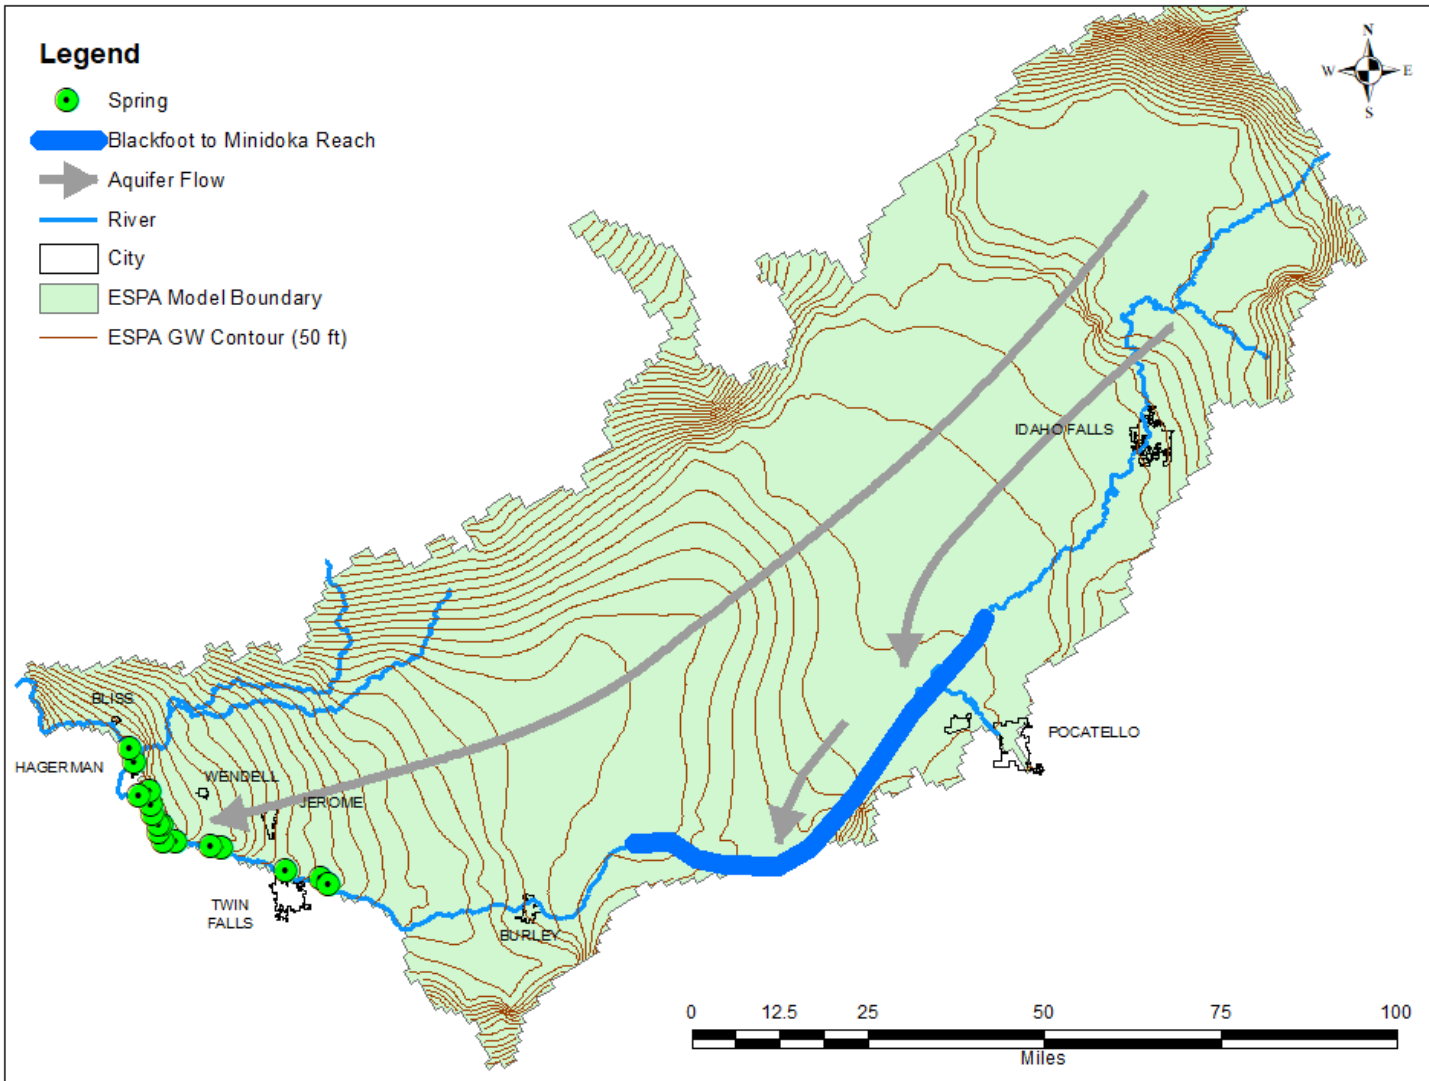 Legend
Spring
Blackfoot to Minidoka Reach
Aquifer Flow
River
City
ESPA Model Boundary
ESPA GW Contour (50 ft)
N
W E
S
IDAHO FALLS
POCATELLO
BLISS
HAGERMAN
WENDELL
JEROME
TWIN
FALLS
BURLEY
0 12.5 25 50 75 100
Miles